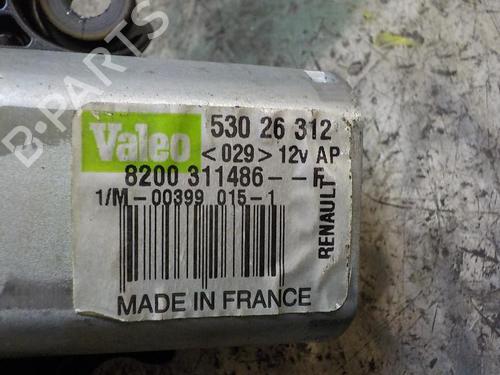 B-PARTS
Valeo 530 26 312
<029> 12v AP
8200 311486--F
1/M-00399 015-1
RENAULT
MADE IN FRANCE